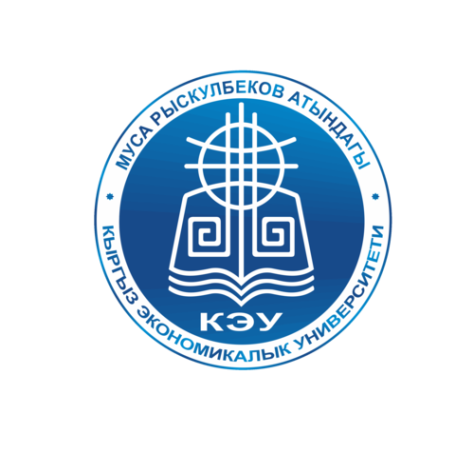 МУСА РЫСКУЛБЕКОВ АТЫНДАГЫ
КЫРГЫЗ ЭКОНОМИКАЛЫК УНИВЕРСИТЕТИ
КЭУ